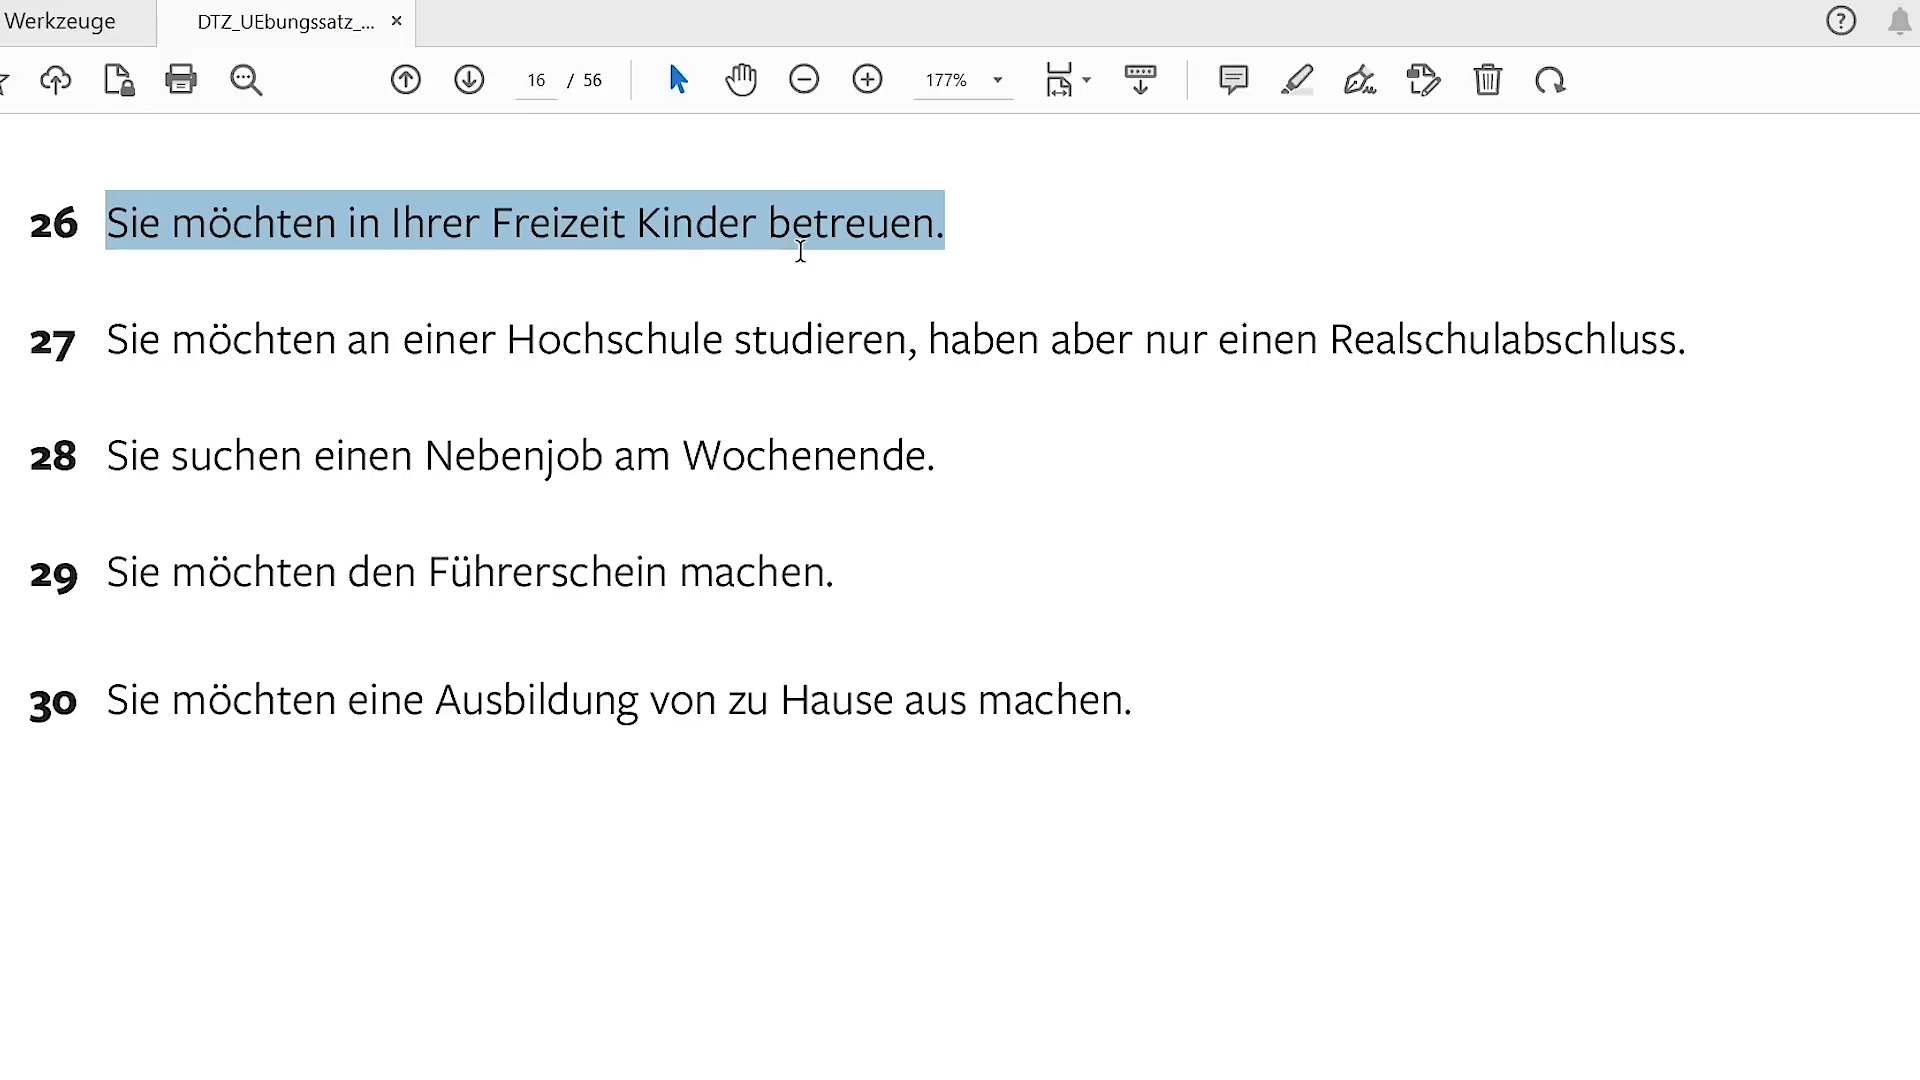 Werkzeuge
DTZ_UEbungssatz_...
16 / 56
177%
26 Sie möchten in Ihrer Freizeit Kinder betreuen.
27 Sie möchten an einer Hochschule studieren, haben aber nur einen Realschulabschluss.
28 Sie suchen einen Nebenjob am Wochenende.
29 Sie möchten den Führerschein machen.
30 Sie möchten eine Ausbildung von zu Hause aus machen.